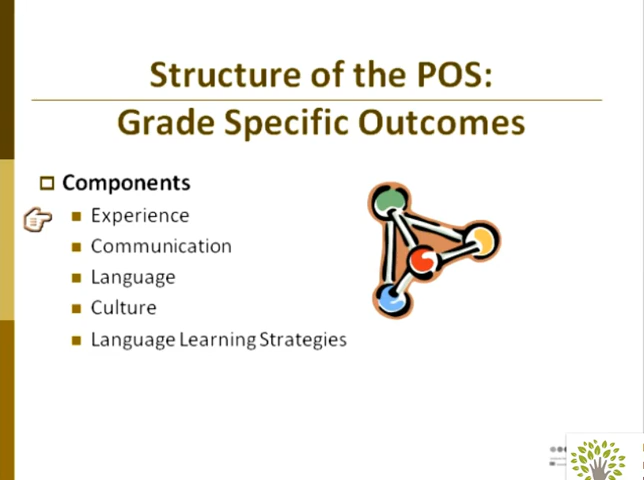 Structure of the POS:
Grade Specific Outcomes
Components
Experience
Communication
Language
Culture
Language Learning Strategies